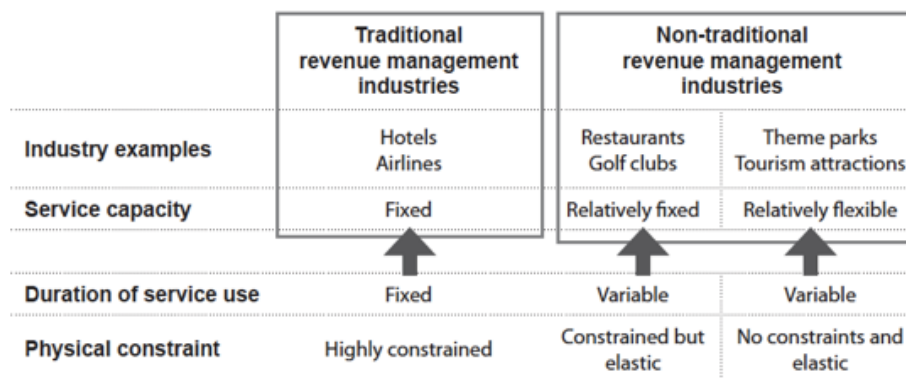 Traditional
revenue management
industries
Non-traditional
revenue management
industries
Industry examples
Hotels
Airlines
Restaurants
Golf clubs
Theme parks
Tourism attractions
Service capacity
Fixed
Relatively fixed
Relatively flexible
Duration of service use
Fixed
Variable
Variable
Physical constraint
Highly constrained
Constrained but
elastic
No constraints and
elastic